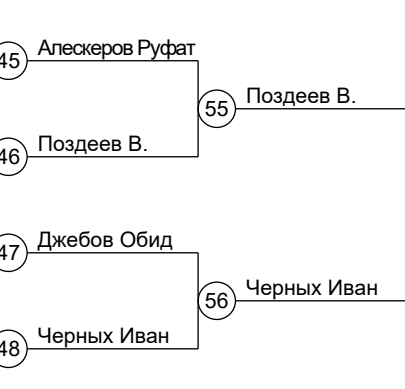 45 Алескеров Руфат
55 Поздеев В.
46 Поздеев В.
47 Джебов Обид
56 Черных Иван
48 Черных Иван